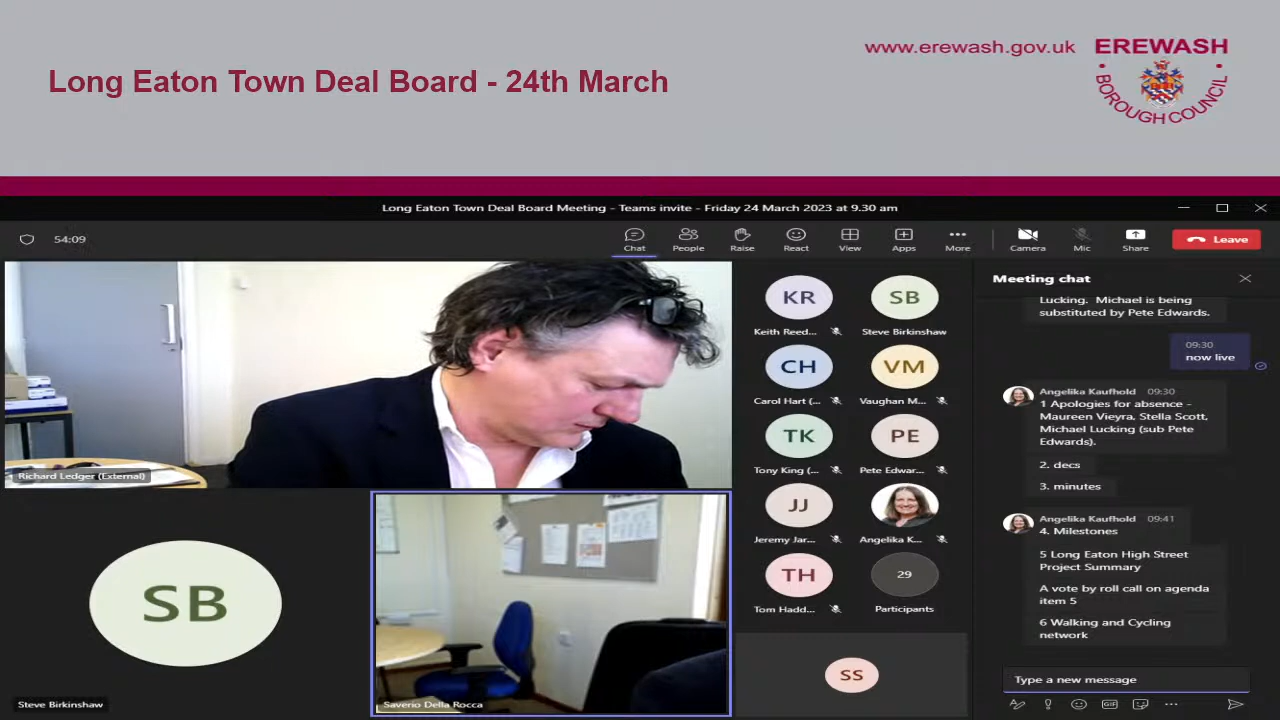 www.erewash.gov.uk
EREWASH
BOROUGH COUNCIL
Long Eaton Town Deal Board - 24th March
Long Eaton Town Deal Board Meeting - Teams invite - Friday 24 March 2023 at 9.30 am
54:09
Chat
People
Raise
React
View
Apps
More
Camera
Mic
Share
Leave
Richard Ledger (External)
SB
Steve Birkinshaw
Saverio Della Rocca
KR
Keith Reed...
SB
Steve Birkinshaw
CH
Carol Hart (...
VM
Vaughan M...
TK
Tony King (...
PE
Pete Edwar...
JJ
Jeremy Jar...
Angelika K...
TH
Tom Hadd...
29
Participants
SS
Meeting chat
Lucking. Michael is being
substituted by Pete Edwards.
09:30
now live
Angelika Kaufhold 09:30
1 Apologies for absence -
Maureen Vieyra, Stella Scott,
Michael Lucking (sub Pete
Edwards).
2. decs
3. minutes
Angelika Kaufhold 09:41
4. Milestones
5 Long Eaton High Street
Project Summary
A vote by roll call on agenda
item 5
6 Walking and Cycling
network
Type a new message
GIF